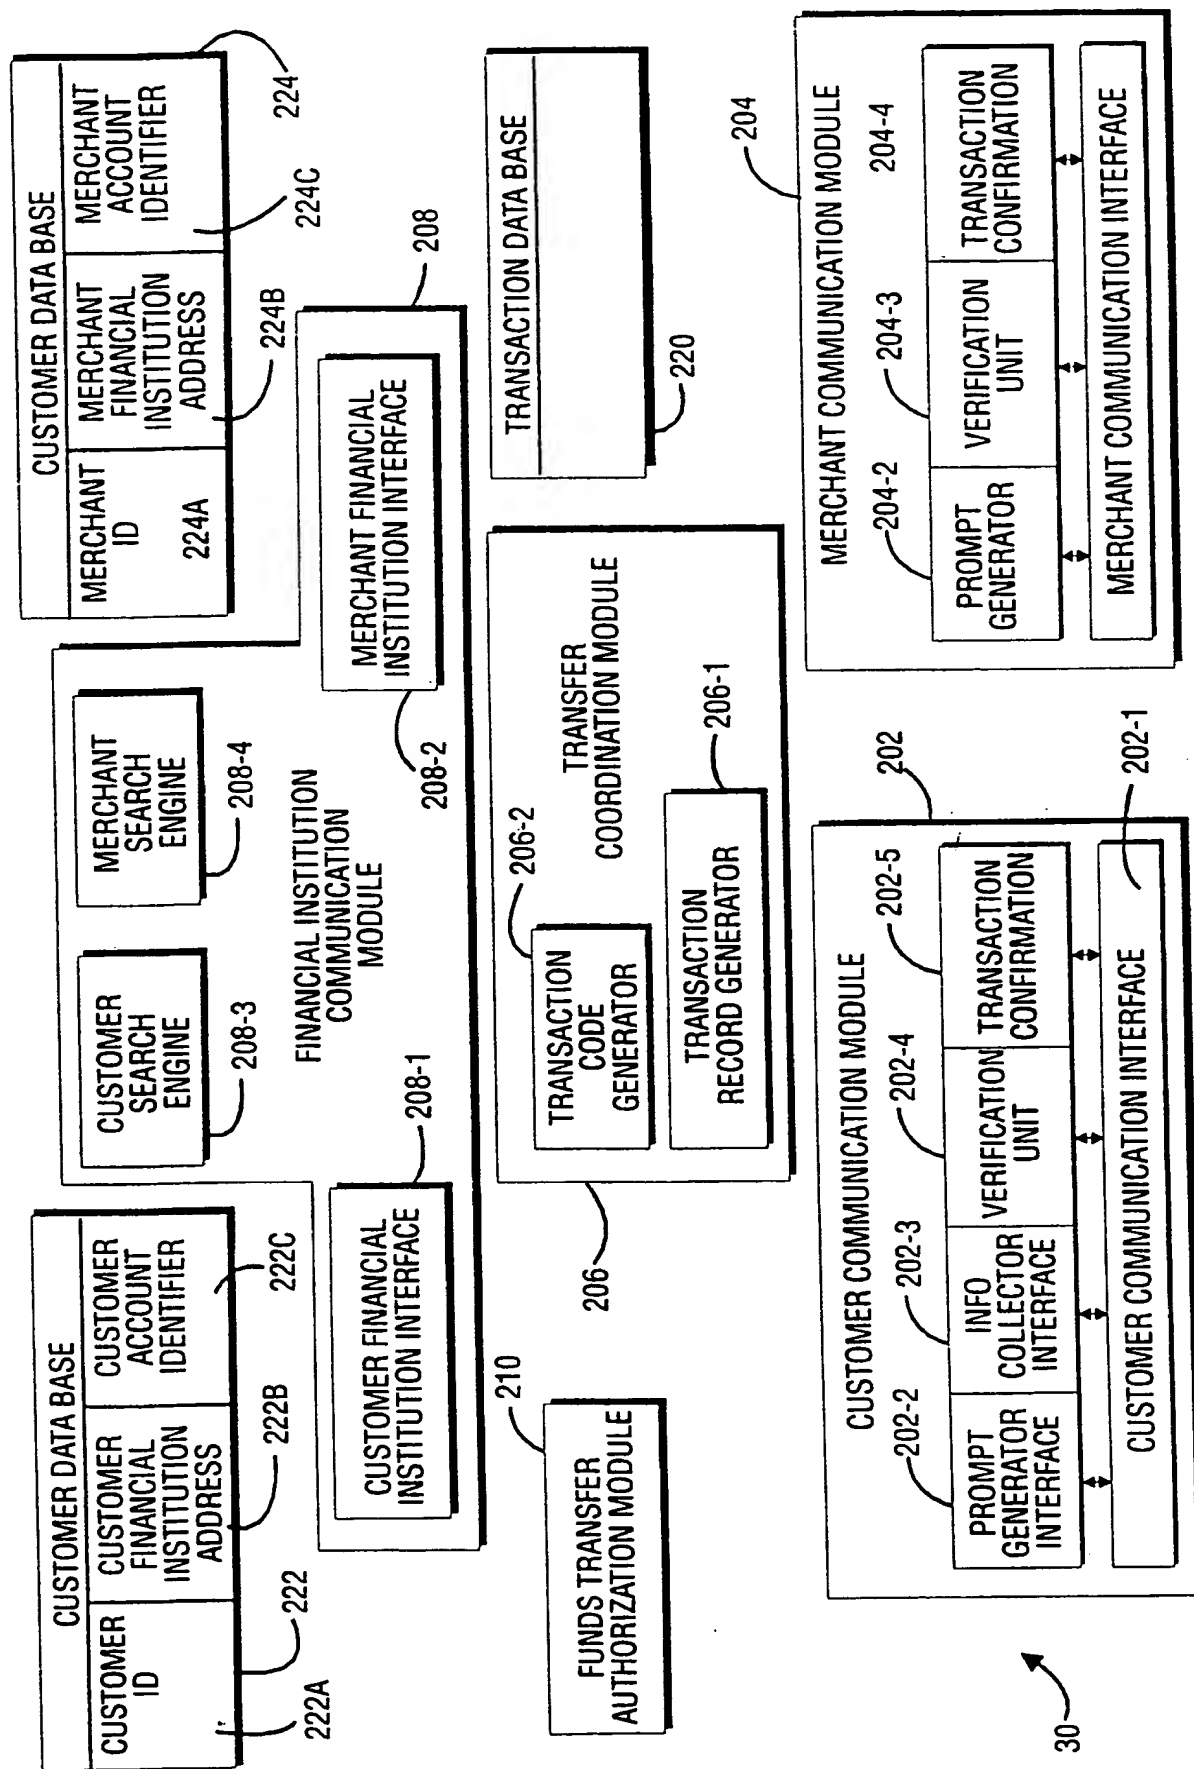 CUSTOMER DATA BASE
CUSTOMER
ID
222A
CUSTOMER
FINANCIAL
INSTITUTION
ADDRESS
222B
CUSTOMER
ACCOUNT
IDENTIFIER
222C
222
CUSTOMER
SEARCH
ENGINE
208-3
MERCHANT
SEARCH
ENGINE
208-4
FINANCIAL INSTITUTION
COMMUNICATION
MODULE
CUSTOMER FINANCIAL
INSTITUTION INTERFACE
208-1
MERCHANT FINANCIAL
INSTITUTION INTERFACE
208-2
208
CUSTOMER DATA BASE
MERCHANT
ID
224A
MERCHANT
FINANCIAL
INSTITUTION
ADDRESS
224B
MERCHANT
ACCOUNT
IDENTIFIER
224C
224
FUNDS TRANSFER
AUTHORIZATION MODULE
210
TRANSACTION
CODE
GENERATOR
206-2
TRANSFER
COORDINATION MODULE
TRANSACTION
RECORD GENERATOR
206-1
206
TRANSACTION DATA BASE
220
CUSTOMER COMMUNICATION MODULE
202
202-2
202-3
202-4
202-5
PROMPT
GENERATOR
INTERFACE
INFO
COLLECTOR
INTERFACE
VERIFICATION
UNIT
TRANSACTION
CONFIRMATION
CUSTOMER COMMUNICATION INTERFACE
202-1
MERCHANT COMMUNICATION MODULE
204
204-2
204-3
204-4
PROMPT
GENERATOR
VERIFICATION
UNIT
TRANSACTION
CONFIRMATION
MERCHANT COMMUNICATION INTERFACE
30